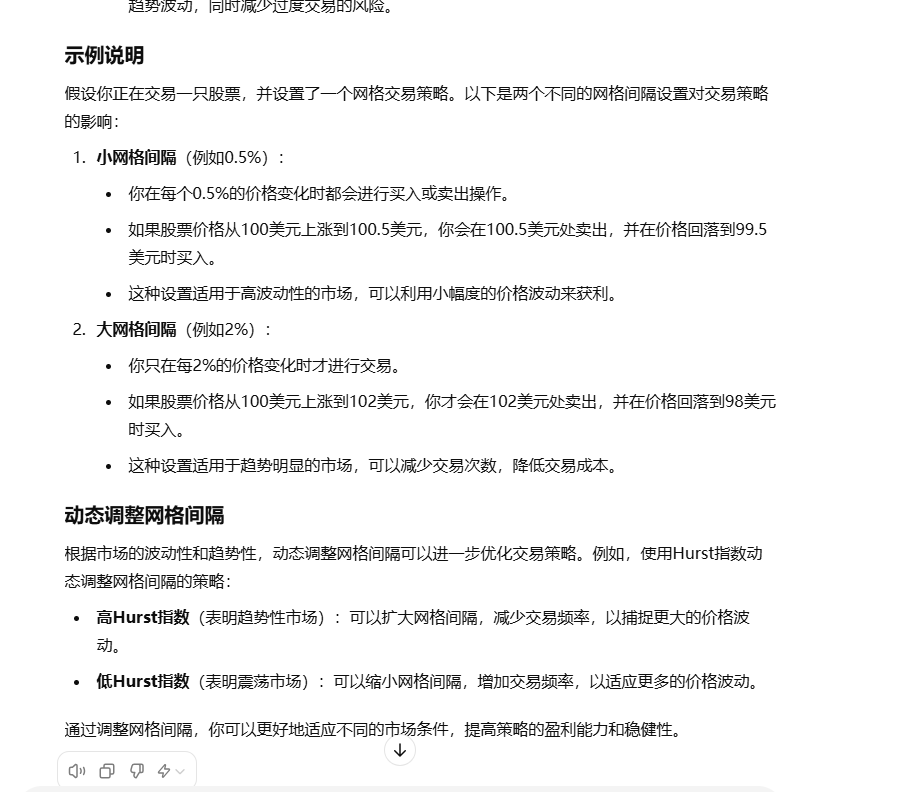 趋势波动，同时减少过度交易的风险。
示例说明
假设你正在交易一只股票，并设置了一个网格交易策略。以下是两个不同的网格间隔设置对交易策略
的影响：
1. 小网格间隔（例如0.5%）：
• 你在每个0.5%的价格变化时都会进行买入或卖出操作。
• 如果股票价格从100美元上涨到100.5美元，你会在100.5美元处卖出，并在价格回落到99.5
美元时买入。
• 这种设置适用于高波动性的市场，可以利用小幅度的价格波动来获利。
2. 大网格间隔（例如2%）：
• 你只在每2%的价格变化时才进行交易。
• 如果股票价格从100美元上涨到102美元，你才会在102美元处卖出，并在价格回落到98美元
时买入。
• 这种设置适用于趋势明显的市场，可以减少交易次数，降低交易成本。
动态调整网格间隔
根据市场的波动性和趋势性，动态调整网格间隔可以进一步优化交易策略。例如，使用Hurst指数动
态调整网格间隔的策略：
• 高Hurst指数（表明趋势性市场）：可以扩大网格间隔，减少交易频率，以捕捉更大的价格波
动。
• 低Hurst指数（表明震荡市场）：可以缩小网格间隔，增加交易频率，以适应更多的价格波动。
通过调整网格间隔，你可以更好地适应不同的市场条件，提高策略的盈利能力和稳健性。